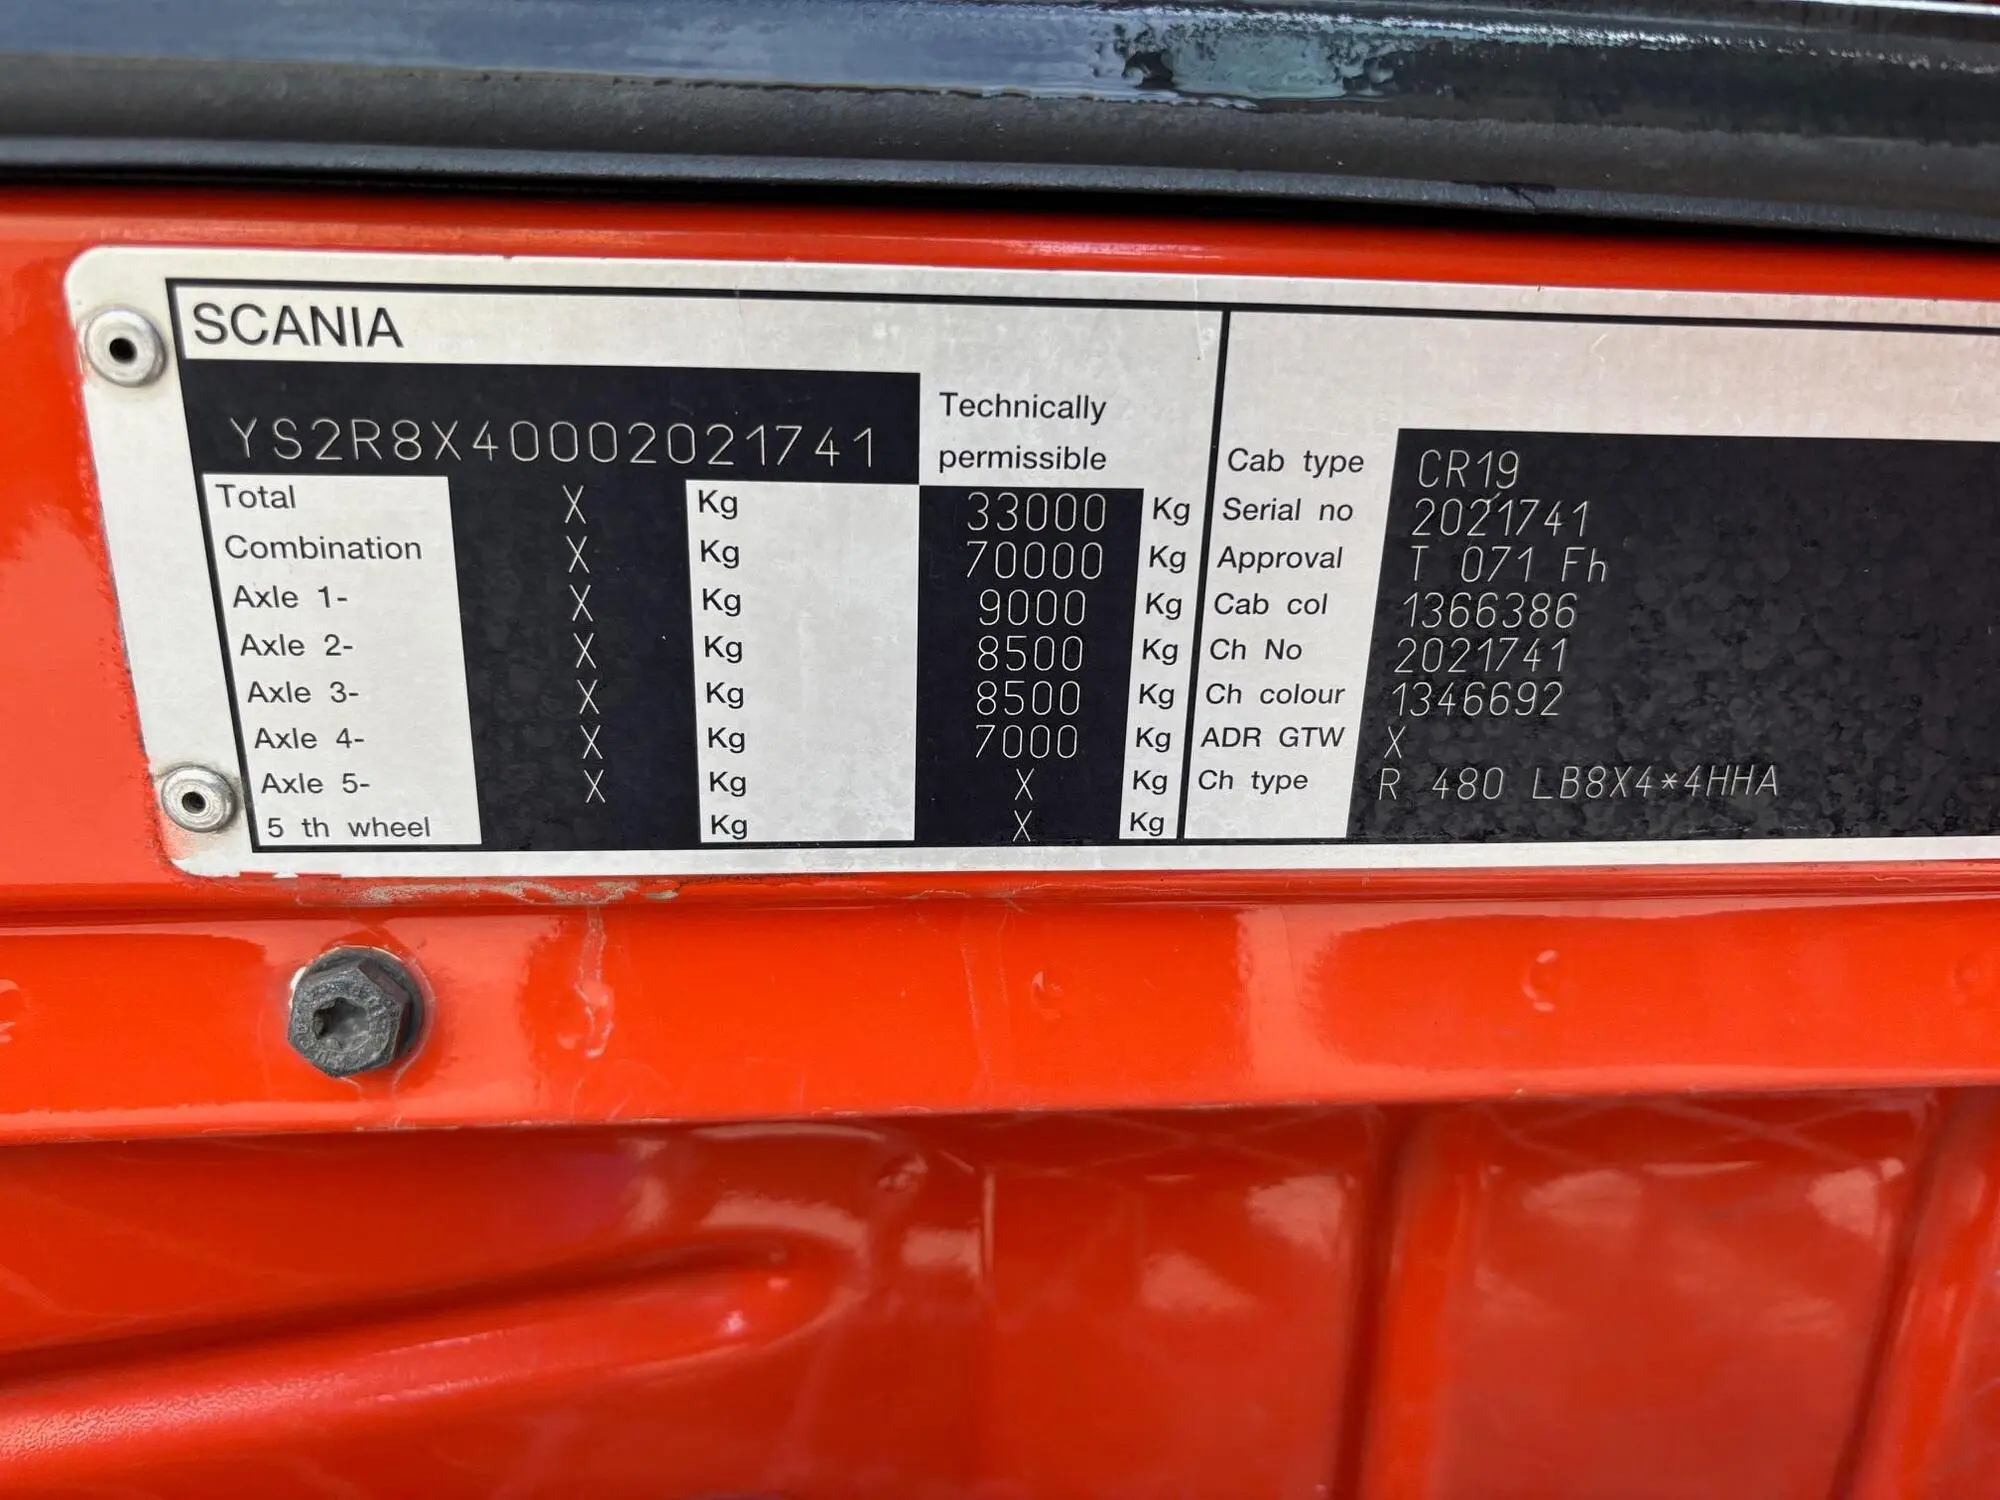 SCANIA
YS2R8X40002021741
Technically
permissible
Total X Kg 33000 Kg
Combination X Kg 70000 Kg
Axle 1- X Kg 9000 Kg
Axle 2- X Kg 8500 Kg
Axle 3- X Kg 8500 Kg
Axle 4- X Kg 7000 Kg
Axle 5- X Kg X Kg
5 th wheel Kg X Kg
Cab type CR19
Serial no 2021741
Approval T 071 Fh
Cab col 1366386
Ch No 2021741
Ch colour 1346692
ADR GTW X
Ch type R 480 LB8X4*4HHA